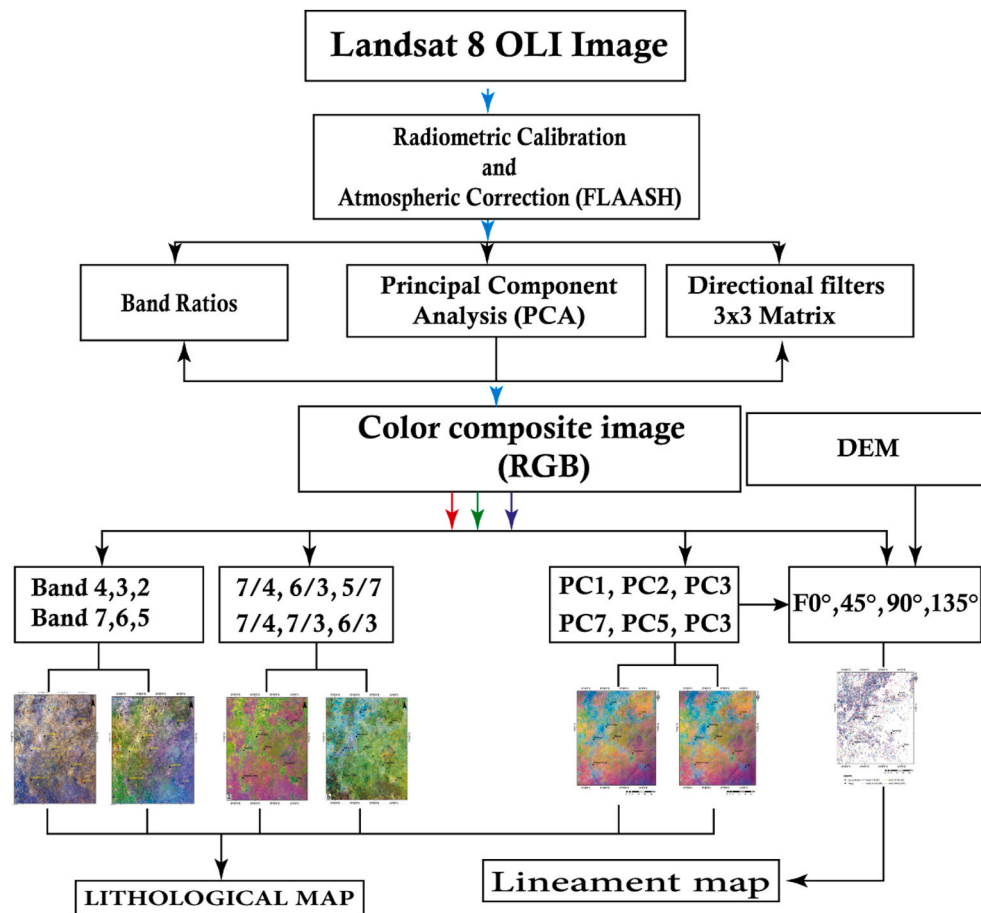 Landsat 8 OLI Image
Radiometric Calibration
and
Atmospheric Correction (FLAASH)
Band Ratios
Principal Component
Analysis (PCA)
Directional filters
3x3 Matrix
Color composite image
(RGB)
DEM
Band 4,3,2
Band 7,6,5
7/4, 6/3, 5/7
7/4, 7/3, 6/3
PC1, PC2, PC3
PC7, PC5, PC3
F0°,45°,90°,135°
LITHOLOGICAL MAP
Lineament map